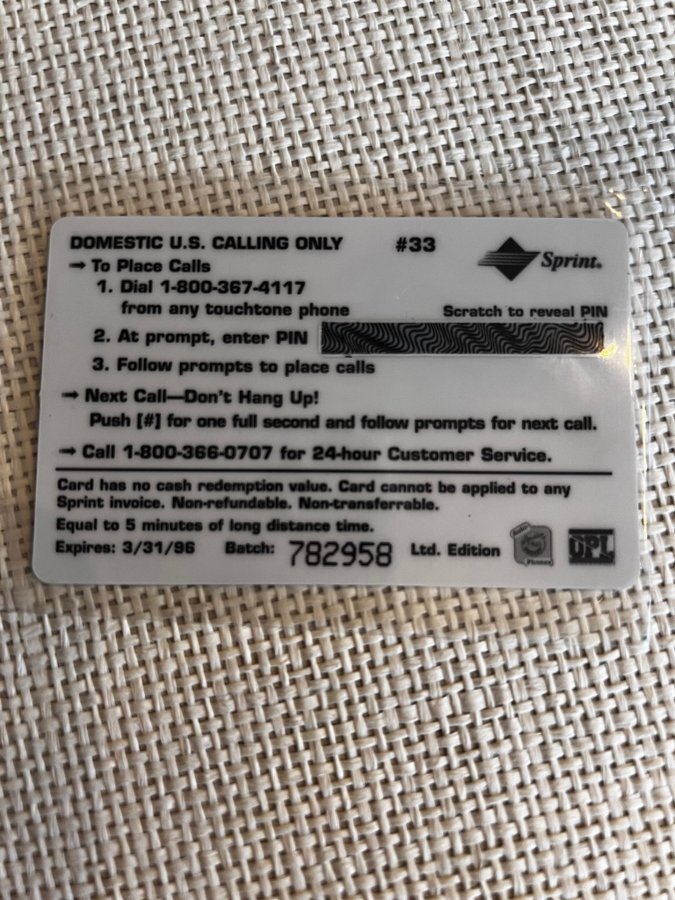 DOMESTIC U.S. CALLING ONLY #33 Sprint.
→ To Place Calls
1. Dial 1-800-367-4117
from any touchtone phone Scratch to reveal PIN
2. At prompt, enter PIN
3. Follow prompts to place calls
→ Next Call—Don't Hang Up!
Push [#] for one full second and follow prompts for next call.
→ Call 1-800-366-0707 for 24-hour Customer Service.
Card has no cash redemption value. Card cannot be applied to any
Sprint invoice. Non-refundable. Non-transferrable.
Equal to 5 minutes of long distance time.
Expires: 3/31/96 Batch: 782958 Ltd. Edition DPL